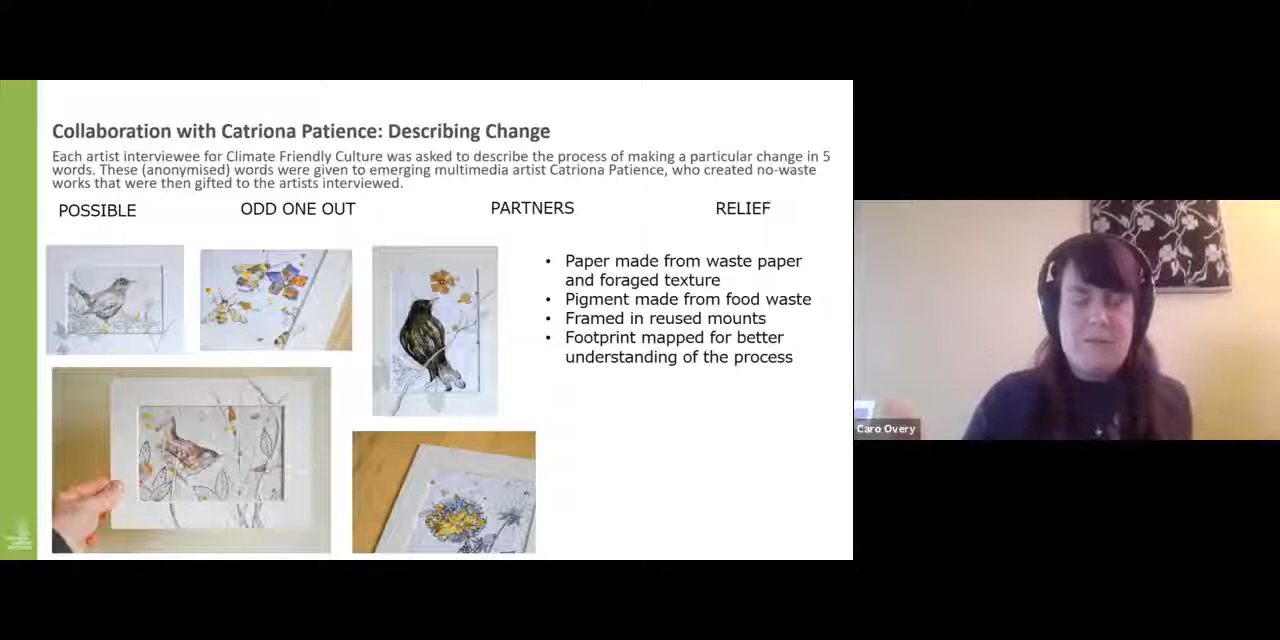 Collaboration with Catriona Patience: Describing Change
Each artist interviewee for Climate Friendly Culture was asked to describe the process of making a particular change in 5
words. These (anonymised) words were given to emerging multimedia artist Catriona Patience, who created no-waste
works that were then gifted to the artists interviewed.
POSSIBLE
ODD ONE OUT
PARTNERS
RELIEF
• Paper made from waste paper
and foraged texture
• Pigment made from food waste
• Framed in reused mounts
• Footprint mapped for better
understanding of the process
Caro Overy